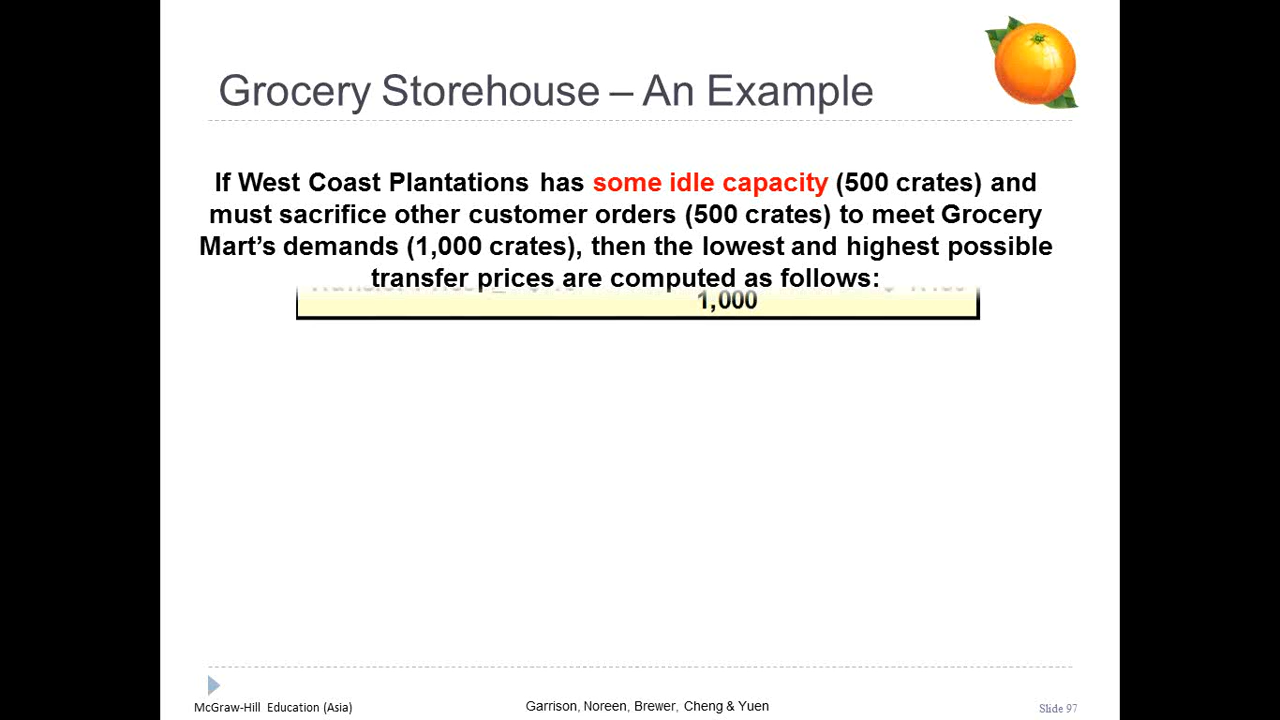 Grocery Storehouse – An Example
If West Coast Plantations has some idle capacity (500 crates) and
must sacrifice other customer orders (500 crates) to meet Grocery
Mart’s demands (1,000 crates), then the lowest and highest possible
transfer prices are computed as follows:
1,000
McGraw-Hill Education (Asia)
Garrison, Noreen, Brewer, Cheng & Yuen
Slide 97